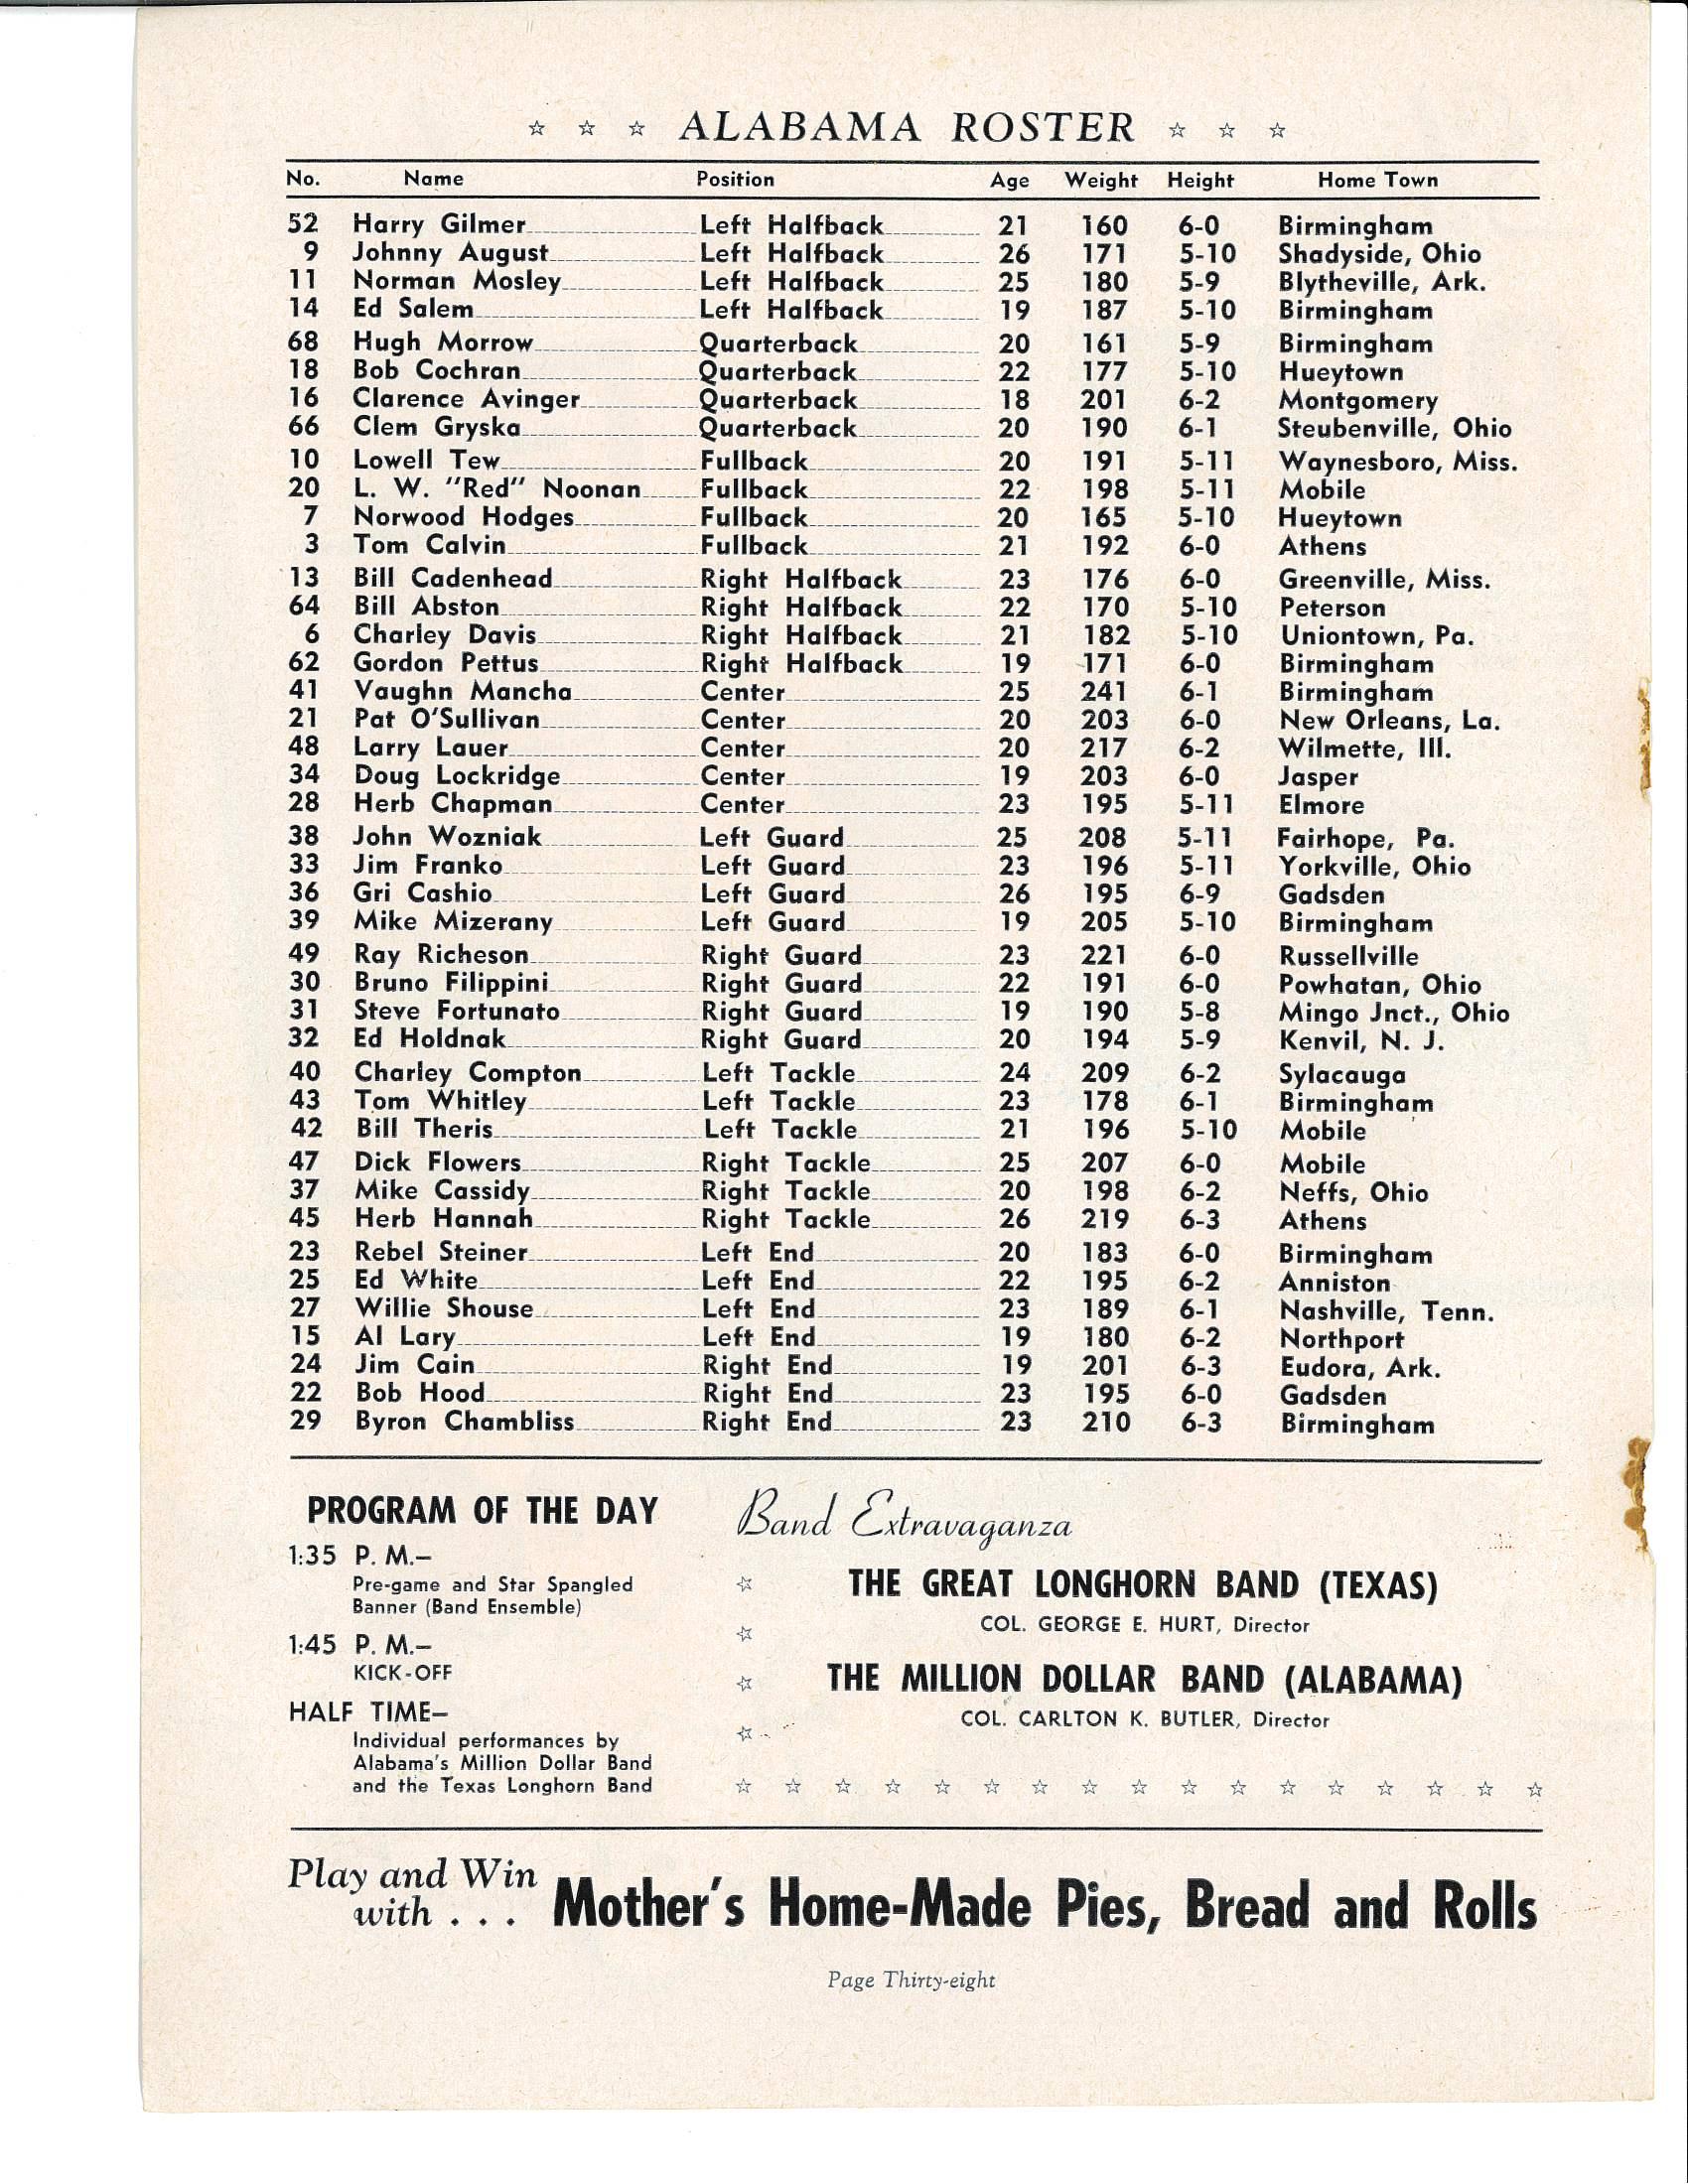 ☆ ☆ ☆ ALABAMA ROSTER ☆ ☆ ☆
No. Name Position Age Weight Height Home Town
52 Harry Gilmer Left Halfback 21 160 6-0 Birmingham
9 Johnny August Left Halfback 26 171 5-10 Shadyside, Ohio
11 Norman Mosley Left Halfback 25 180 5-9 Blytheville, Ark.
14 Ed Salem Left Halfback 19 187 5-10 Birmingham
68 Hugh Morrow Quarterback 20 161 5-9 Birmingham
18 Bob Cochran Quarterback 22 177 5-10 Hueytown
16 Clarence Avinger Quarterback 18 201 6-2 Montgomery
66 Clem Gryska Quarterback 20 190 6-1 Steubenville, Ohio
10 Lowell Tew Fullback 20 191 5-11 Waynesboro, Miss.
20 L. W. "Red" Noonan Fullback 22 198 5-11 Mobile
7 Norwood Hodges Fullback 20 165 5-10 Hueytown
3 Tom Calvin Fullback 21 192 6-0 Athens
13 Bill Cadenhead Right Halfback 23 176 6-0 Greenville, Miss.
64 Bill Abston Right Halfback 22 170 5-10 Peterson
6 Charley Davis Right Halfback 21 182 5-10 Uniontown, Pa.
62 Gordon Pettus Right Halfback 19 171 6-0 Birmingham
41 Vaughn Mancha Center 25 241 6-1 Birmingham
21 Pat O'Sullivan Center 20 203 6-0 New Orleans, La.
48 Larry Lauer Center 20 217 6-2 Wilmette, Ill.
34 Doug Lockridge Center 19 203 6-0 Jasper
28 Herb Chapman Center 23 195 5-11 Elmore
38 John Wozniak Left Guard 25 208 5-11 Fairhope, Pa.
33 Jim Franko Left Guard 23 196 5-11 Yorkville, Ohio
36 Gri Cashio Left Guard 26 195 6-9 Gadsden
39 Mike Mizerany Left Guard 19 205 5-10 Birmingham
49 Ray Richeson Right Guard 23 221 6-0 Russellville
30 Bruno Filippini Right Guard 22 191 6-0 Powhatan, Ohio
31 Steve Fortunato Right Guard 19 190 5-8 Mingo Jnct., Ohio
32 Ed Holdnak Right Guard 20 194 5-9 Kenvil, N. J.
40 Charley Compton Left Tackle 24 209 6-2 Sylacauga
43 Tom Whitley Left Tackle 23 178 6-1 Birmingham
42 Bill Theris Left Tackle 21 196 5-10 Mobile
47 Dick Flowers Right Tackle 25 207 6-0 Mobile
37 Mike Cassidy Right Tackle 20 198 6-2 Neffs, Ohio
45 Herb Hannah Right Tackle 26 219 6-3 Athens
23 Rebel Steiner Left End 20 183 6-0 Birmingham
25 Ed White Left End 22 195 6-2 Anniston
27 Willie Shouse Left End 23 189 6-1 Nashville, Tenn.
15 Al Lary Left End 19 180 6-2 Northport
24 Jim Cain Right End 19 201 6-3 Eudora, Ark.
22 Bob Hood Right End 23 195 6-0 Gadsden
29 Byron Chambliss Right End 23 210 6-3 Birmingham
PROGRAM OF THE DAY
1:35 P. M.—
Pre-game and Star Spangled
Banner (Band Ensemble)
1:45 P. M.—
KICK-OFF
HALF TIME—
Individual performances by
Alabama's Million Dollar Band
and the Texas Longhorn Band
Band Extravaganza
THE GREAT LONGHORN BAND (TEXAS)
COL. GEORGE E. HURT, Director
THE MILLION DOLLAR BAND (ALABAMA)
COL. CARLTON K. BUTLER, Director
Play and Win
with . . . Mother's Home-Made Pies, Bread and Rolls
Page Thirty-eight